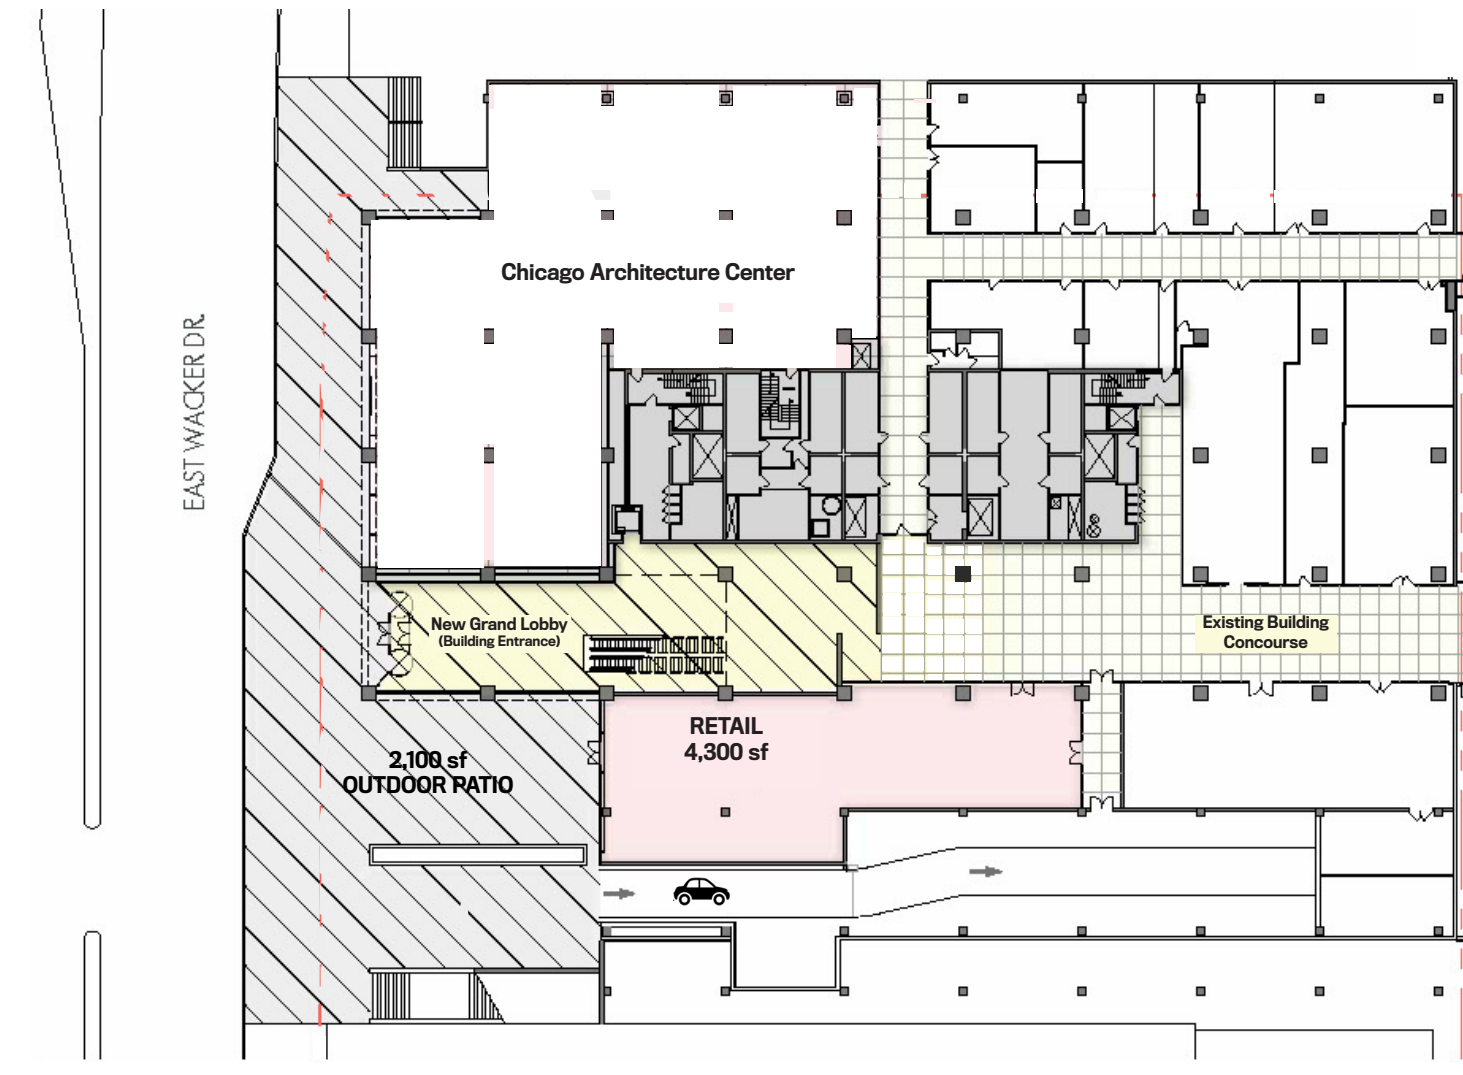 Chicago Architecture Center
EAST WACKER DR.
New Grand Lobby
(Building Entrance)
Existing Building
Concourse
RETAIL
4,300 sf
2,100 sf
OUTDOOR PATIO